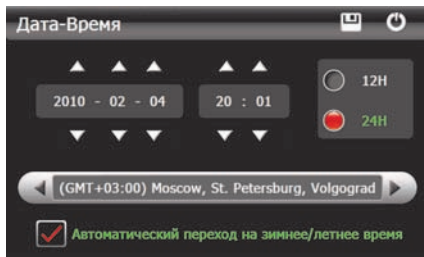 Дата-Время
2010 - 02 - 04 20 : 01
12H
24H
(GMT+03:00) Moscow, St. Petersburg, Volgograd
Автоматический переход на зимнее/летнее время